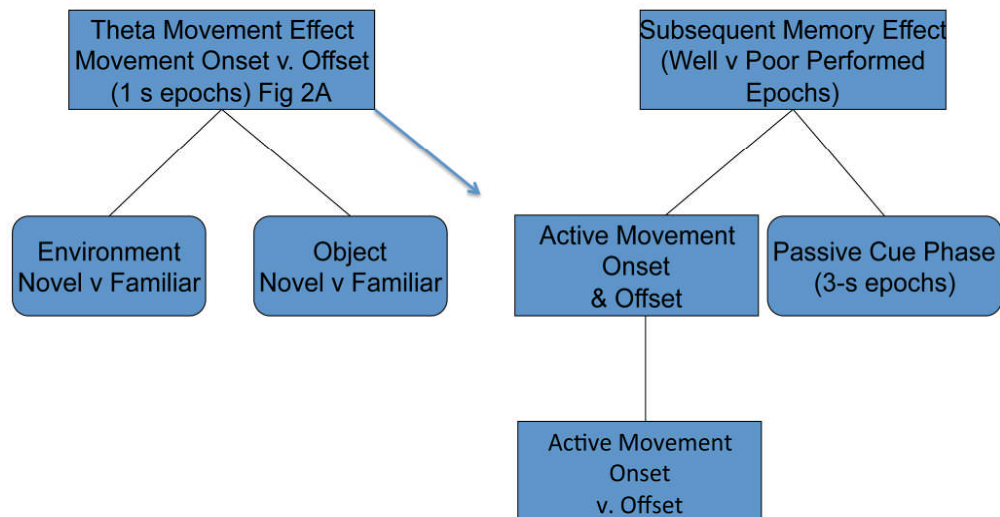 Theta Movement Effect
Movement Onset v. Offset
(1 s epochs) Fig 2A
Subsequent Memory Effect
(Well v Poor Performed
Epochs)
Environment
Novel v Familiar
Object
Novel v Familiar
Active Movement
Onset
& Offset
Passive Cue Phase
(3-s epochs)
Active Movement
Onset
v. Offset